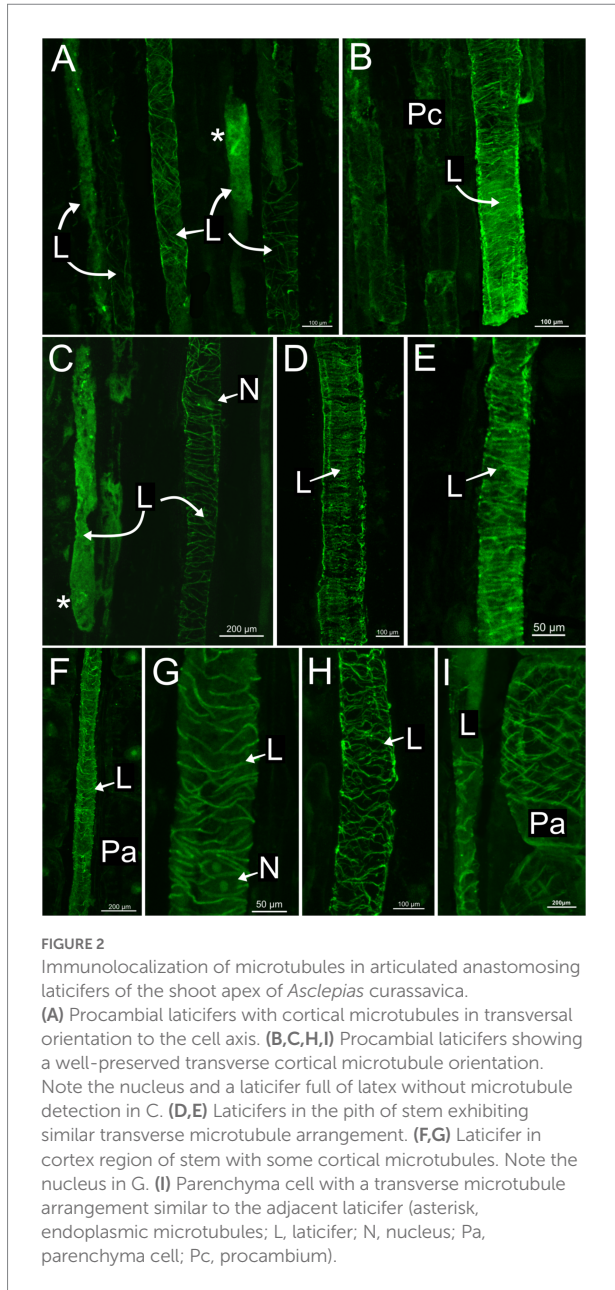 A
*
L
L
100 µm
B
Pc
L
100 µm
C
N
L
*
200 µm
D
L
100 µm
E
L
50 µm
F
L
Pa
200 µm
G
L
N
50 µm
H
L
100 µm
I
L
Pa
200µm
FIGURE 2
Immunolocalization of microtubules in articulated anastomosing
laticifers of the shoot apex of Asclepias curassavica.
(A) Procambial laticifers with cortical microtubules in transversal
orientation to the cell axis. (B,C,H,I) Procambial laticifers showing
a well-preserved transverse cortical microtubule orientation.
Note the nucleus and a laticifer full of latex without microtubule
detection in C. (D,E) Laticifers in the pith of stem exhibiting
similar transverse microtubule arrangement. (F,G) Laticifer in
cortex region of stem with some cortical microtubules. Note the
nucleus in G. (I) Parenchyma cell with a transverse microtubule
arrangement similar to the adjacent laticifer (asterisk,
endoplasmic microtubules; L, laticifer; N, nucleus; Pa,
parenchyma cell; Pc, procambium).